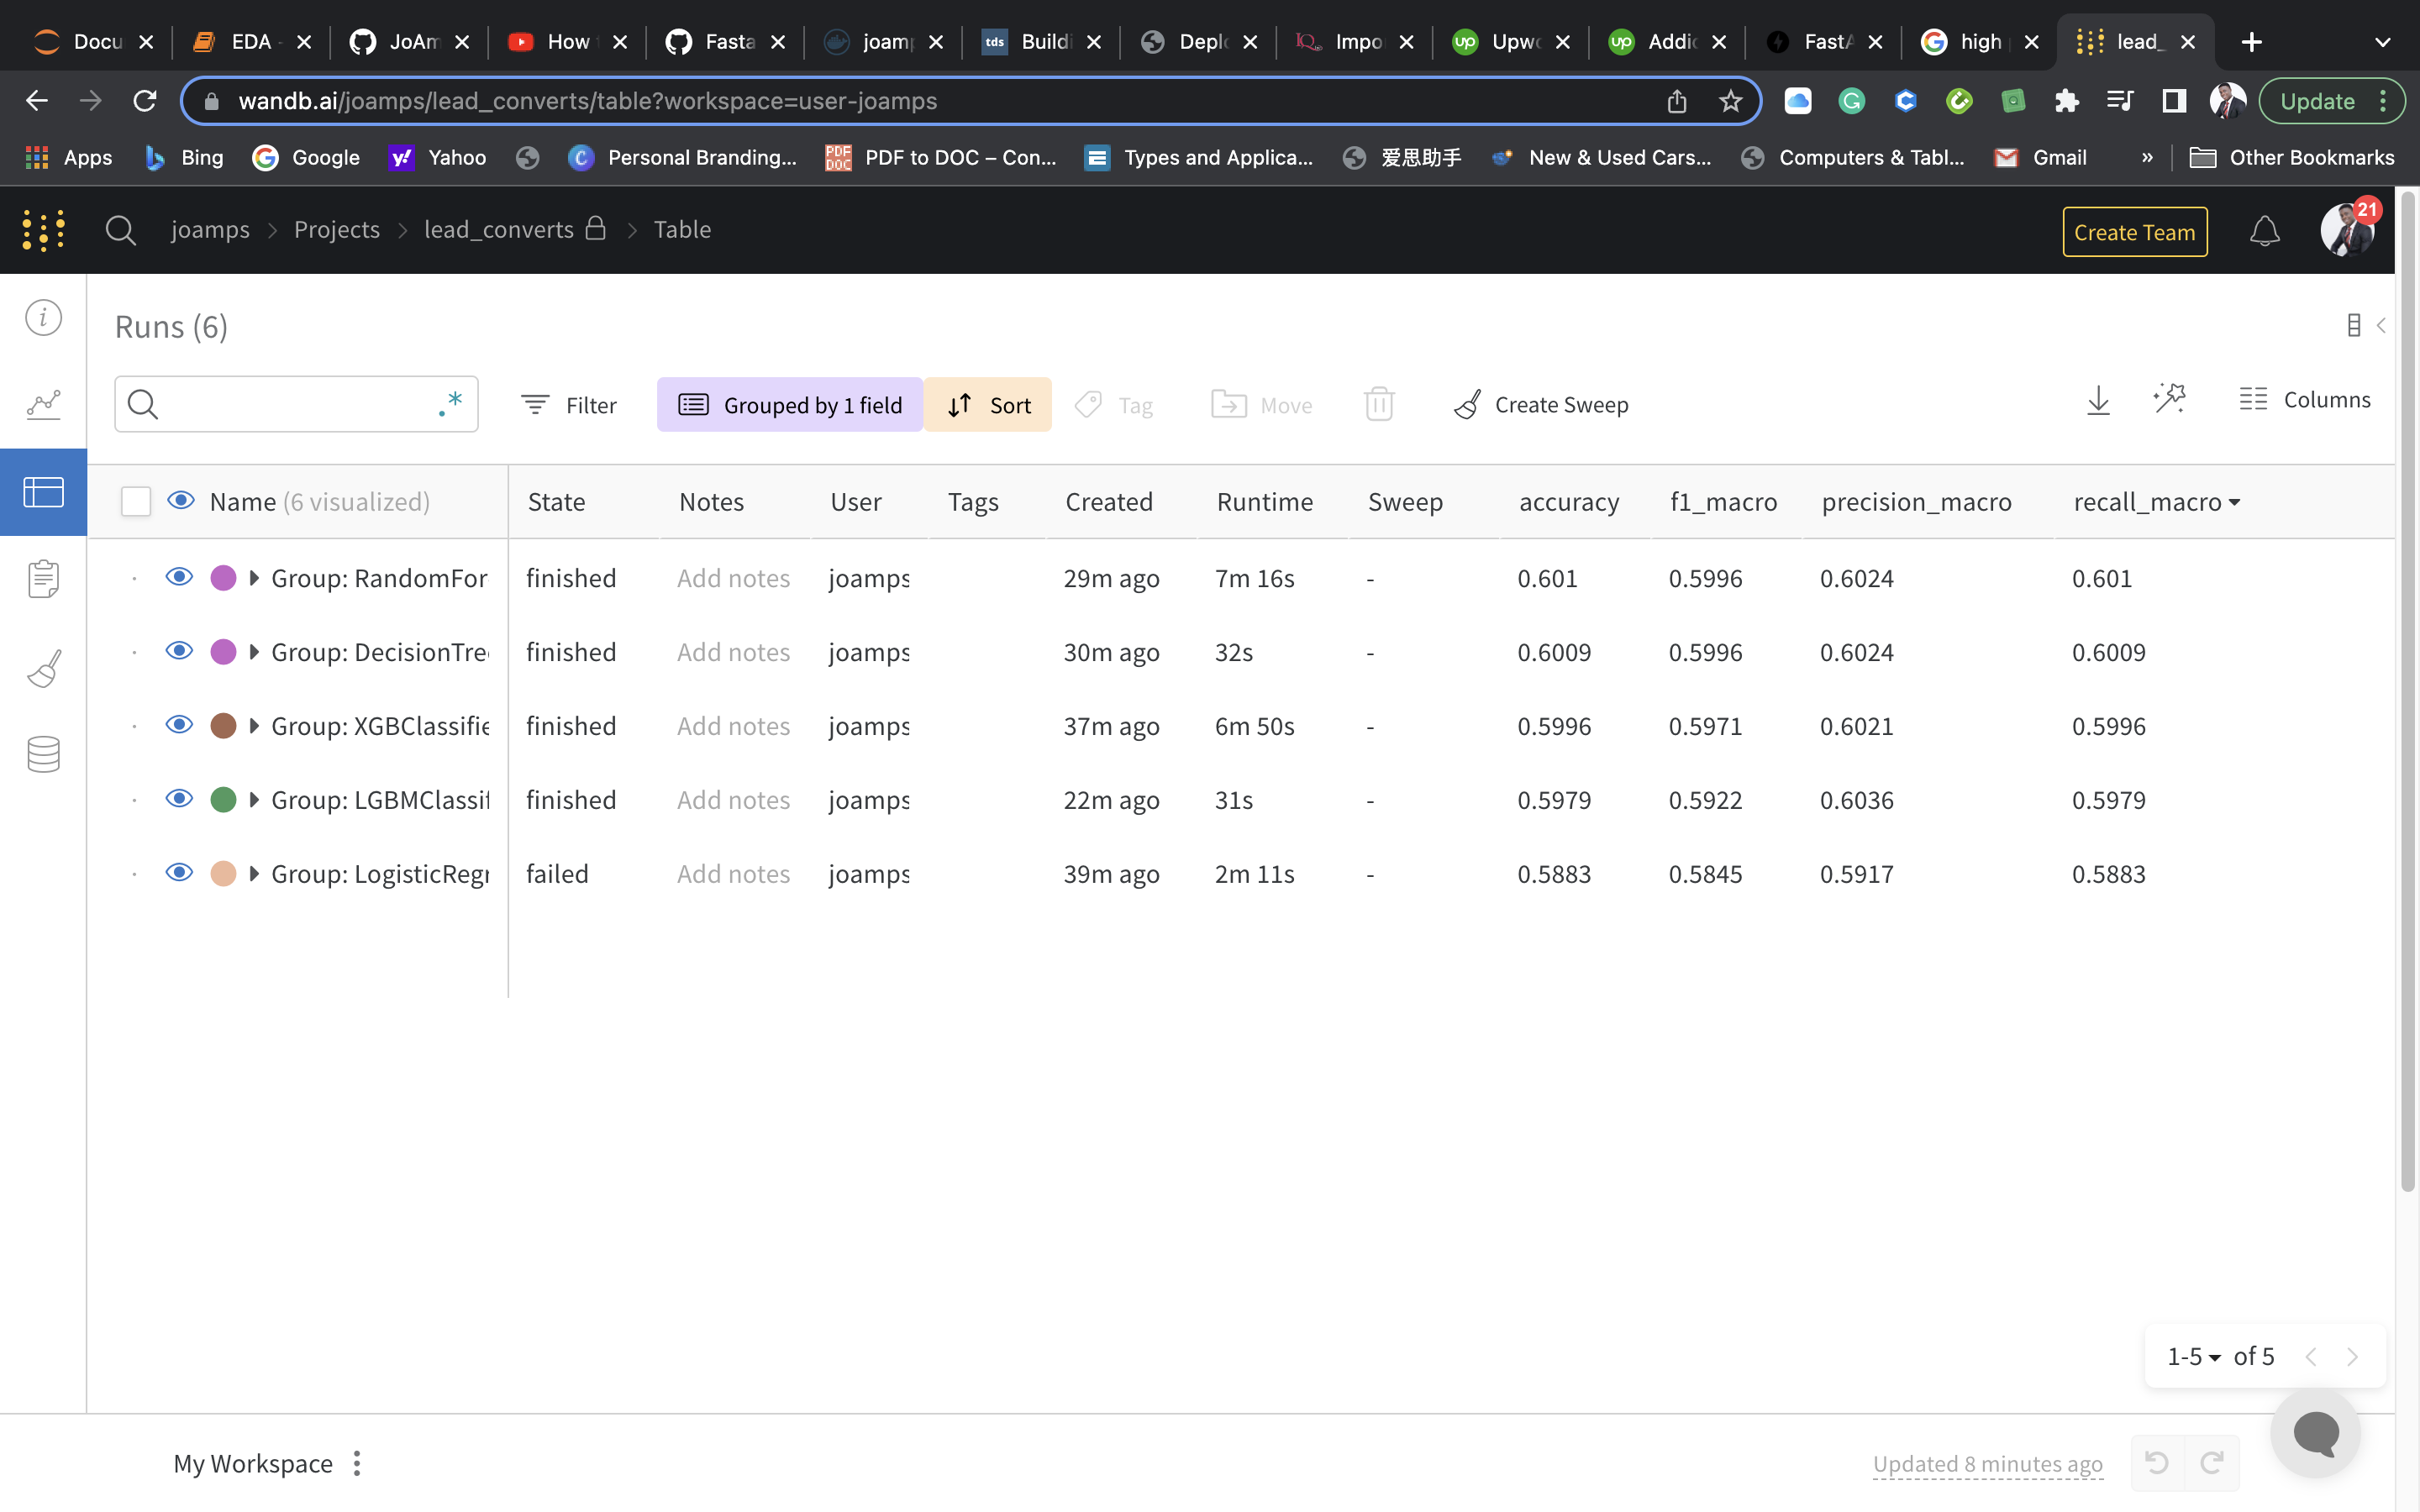 Docu EDA - JoAm How t Fasta joamp tds Buildi Deplo IQ Impo up Upwo up Addic FastA high lead_
wandb.ai/joamps/lead_converts/table?workspace=user-joamps Update
Apps Bing Google Yahoo Personal Branding... PDF DOC PDF to DOC – Con... Types and Applica... 爱思助手 New & Used Cars... Computers & Tabl... Gmail » Other Bookmarks
joamps > Projects > lead_converts > Table Create Team 21
Runs (6)
.* Filter Grouped by 1 field Sort Tag Move Create Sweep Columns
Name (6 visualized) State Notes User Tags Created Runtime Sweep accuracy f1_macro precision_macro recall_macro
Group: RandomFor finished Add notes joamps 29m ago 7m 16s - 0.601 0.5996 0.6024 0.601
Group: DecisionTre finished Add notes joamps 30m ago 32s - 0.6009 0.5996 0.6024 0.6009
Group: XGBClassifie finished Add notes joamps 37m ago 6m 50s - 0.5996 0.5971 0.6021 0.5996
Group: LGBMClassif finished Add notes joamps 22m ago 31s - 0.5979 0.5922 0.6036 0.5979
Group: LogisticRegr failed Add notes joamps 39m ago 2m 11s - 0.5883 0.5845 0.5917 0.5883
1-5 of 5
My Workspace Updated 8 minutes ago